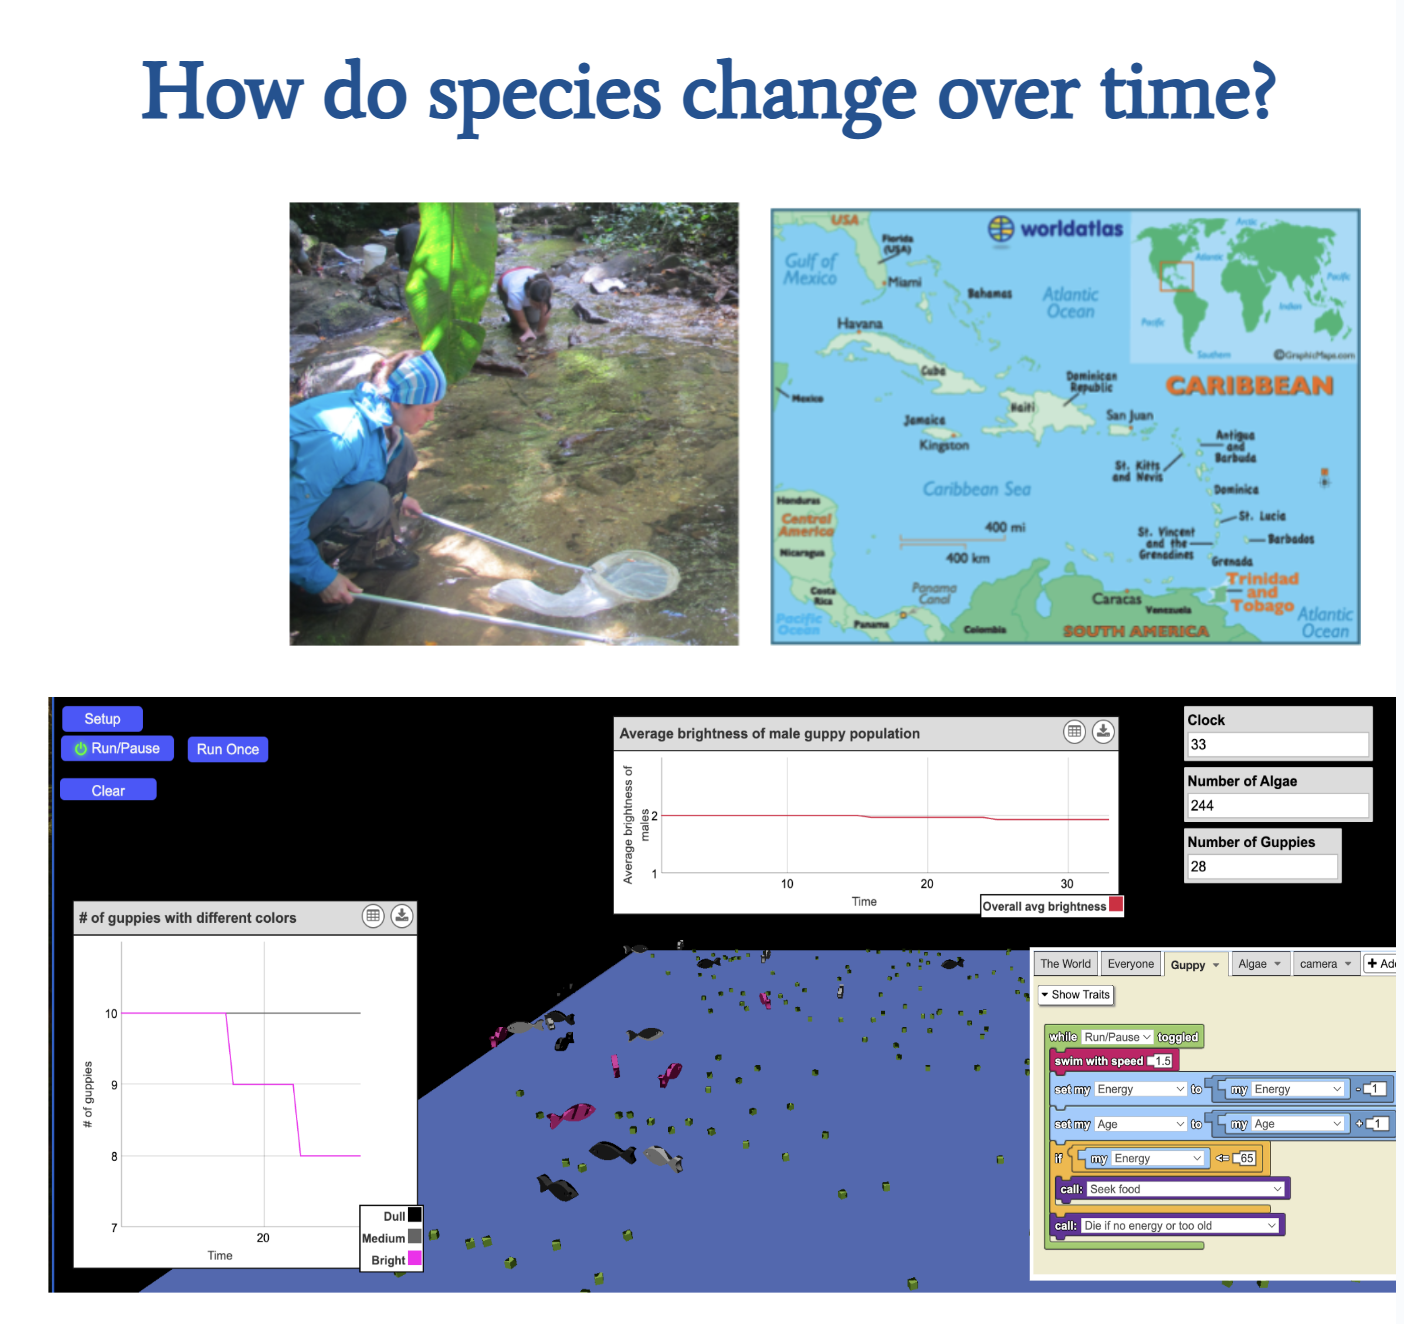 How do species change over time?
USA
worldatlas
Arctic
Florida
(USA)
Gulf of
Mexico
Atlantic
Pacific
Miami
Bahamas
Atlantic
Ocean
Indian
Pacific
Havana
Southern
©GraphicMaps.com
Cuba
Dominican
Republic
CARIBBEAN
Mexico
Haiti
Jamaica
San Juan
Kingston
Antigua
and
Barbuda
St. Kitts
and Nevis
Caribbean Sea
Dominica
Honduras
Central
America
400 mi
St. Lucia
St. Vincent
and the
Grenadines
Barbados
Nicaragua
400 km
Grenada
Costa
Rica
Panama
Canal
Caracas
Venezuela
Trinidad
and
Tobago
Pacific
Ocean
Panama
Colombia
SOUTH AMERICA
Atlantic
Ocean
Setup
Run/Pause
Run Once
Clear
Average brightness of male guppy population
Average brightness of
males
2
1
10
20
30
Time
Overall avg brightness
Clock
33
Number of Algae
244
Number of Guppies
28
# of guppies with different colors
# of guppies
10
9
8
7
20
Time
Dull
Medium
Bright
The World
Everyone
Guppy
Algae
camera
+ Add
Show Traits
while Run/Pause toggled
swim with speed 1.5
set my Energy to my Energy - 1
set my Age to my Age + 1
if my Energy <= 65
call: Seek food
call: Die if no energy or too old